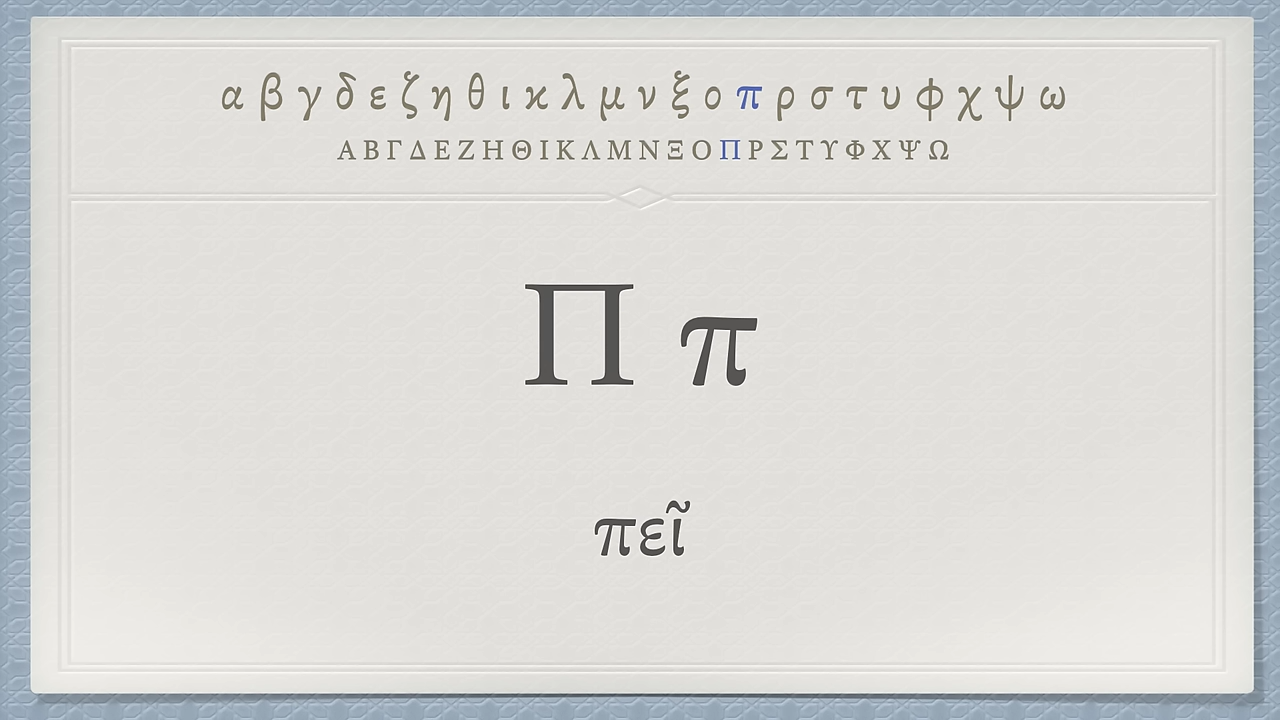 α β γ δ ε ζ η θ ι κ λ μ ν ξ ο π ρ σ τ υ φ χ ψ ω
Α Β Γ Δ Ε Ζ Η Θ Ι Κ Λ Μ Ν Ξ Ο Π Ρ Σ Τ Υ Φ Χ Ψ Ω
Π π
πεῖ